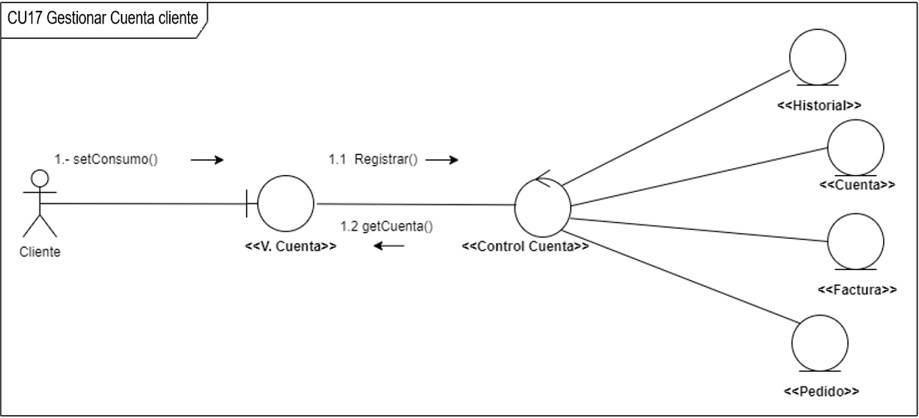 CU17 Gestionar Cuenta cliente
<<Historial>>
1.- setConsumo()
1.1 Registrar()
<<Cuenta>>
1.2 getCuenta()
Cliente
<<V. Cuenta>>
<<Control Cuenta>>
<<Factura>>
<<Pedido>>